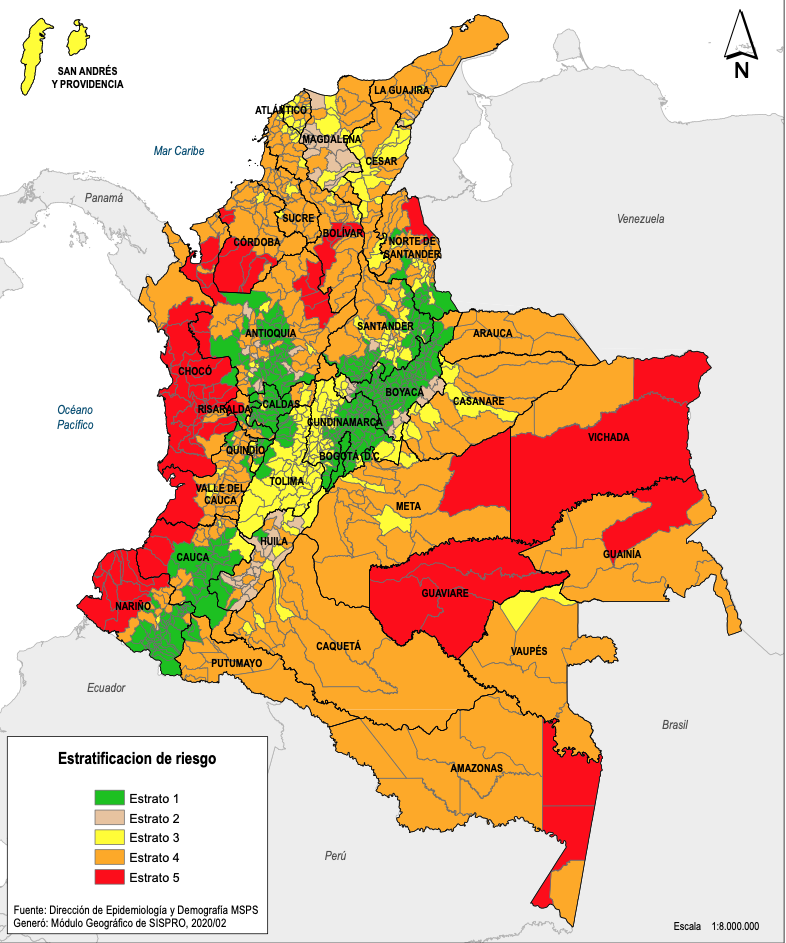 SAN ANDRÉS
Y PROVIDENCIA
N
LA GUAJIRA
ATLÁNTICO
MAGDALENA
Mar Caribe
CESAR
Panamá
Venezuela
SUCRE
BOLÍVAR
CÓRDOBA
NORTE DE
SANTANDER
SANTANDER
ARAUCA
ANTIOQUIA
CHOCÓ
BOYACÁ
CASANARE
CALDAS
RISARALDA
Océano
Pacífico
CUNDINAMARCA
VICHADA
QUINDÍO
BOGOTÁ D.C.
TOLIMA
VALLE DEL
CAUCA
META
HUILA
GUAINÍA
CAUCA
GUAVIARE
NARIÑO
CAQUETÁ
VAUPÉS
PUTUMAYO
Ecuador
Brasil
AMAZONAS
Perú
Estratificacion de riesgo
Estrato 1
Estrato 2
Estrato 3
Estrato 4
Estrato 5
Fuente: Dirección de Epidemiología y Demografía MSPS
Generó: Módulo Geográfico de SISPRO, 2020/02
Escala 1:8.000.000